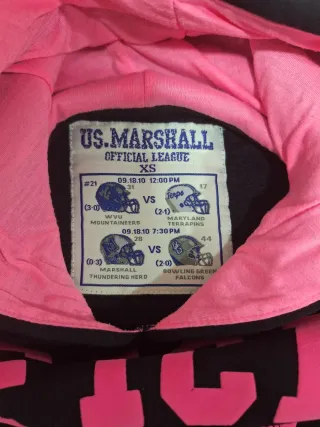 US.MARSHALL
OFFICIAL LEAGUE
XS
09.18.10 12:00PM
#21 31 17
VS
Terps
(3-0) (2-1)
WVU MARYLAND
MOUNTAINEERS TERRAPINS
09.18.10 7:30PM
28 44
VS
(0-3) (2-0)
MARSHALL BOWLING GREEN
THUNDERING HERD FALCONS